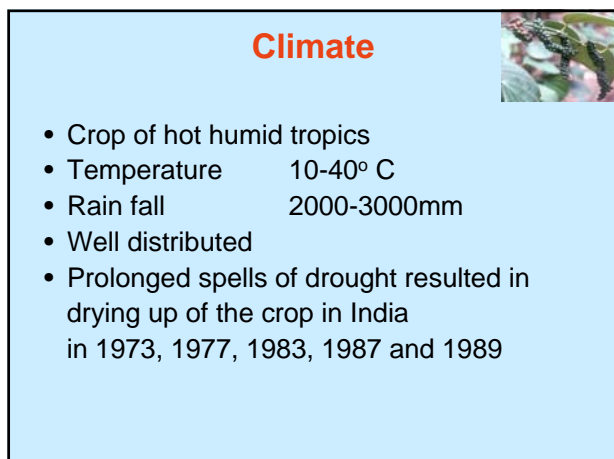 Climate
• Crop of hot humid tropics
• Temperature 10-40º C
• Rain fall 2000-3000mm
• Well distributed
• Prolonged spells of drought resulted in
drying up of the crop in India
in 1973, 1977, 1983, 1987 and 1989